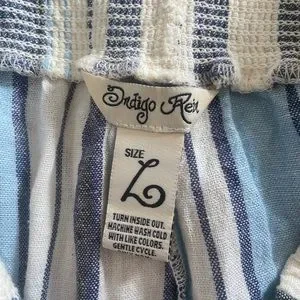 Indigo Rein
SIZE
L
TURN INSIDE OUT.
MACHINE WASH COLD
WITH LIKE COLORS.
GENTLE CYCLE.